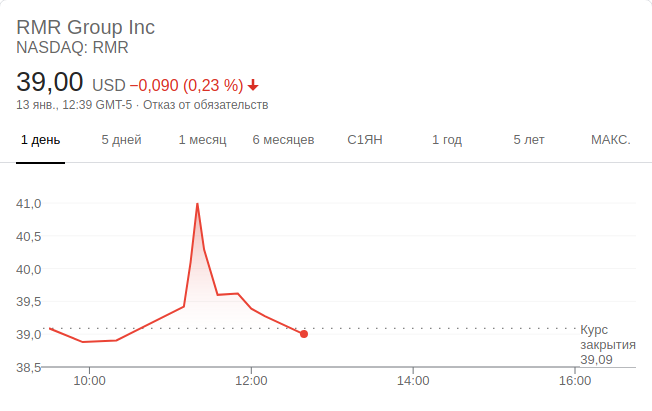 RMR Group Inc
NASDAQ: RMR
39,00 USD −0,090 (0,23 %)
13 янв., 12:39 GMT-5 · Отказ от обязательств
1 день 5 дней 1 месяц 6 месяцев С1ЯН 1 год 5 лет МАКС.
41,0
40,5
40,0
39,5
39,0
38,5
Курс
закрытия
39,09
10:00 12:00 14:00 16:00